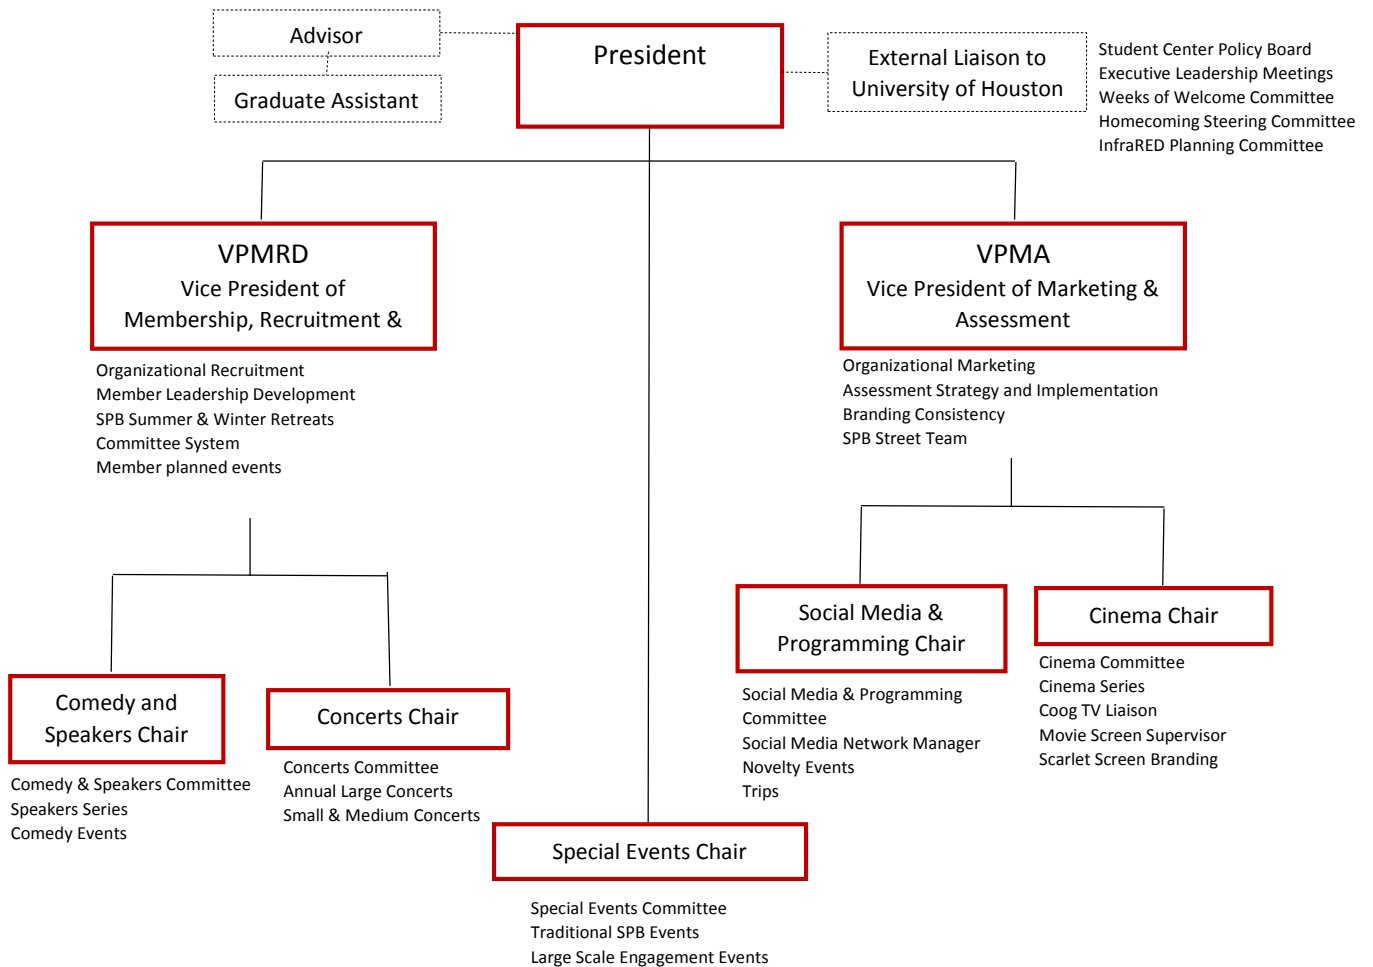 Advisor
Graduate Assistant
President
External Liaison to
University of Houston
Student Center Policy Board
Executive Leadership Meetings
Weeks of Welcome Committee
Homecoming Steering Committee
InfraRED Planning Committee
VPMRD
Vice President of
Membership, Recruitment &
Organizational Recruitment
Member Leadership Development
SPB Summer & Winter Retreats
Committee System
Member planned events
VPMA
Vice President of Marketing &
Assessment
Organizational Marketing
Assessment Strategy and Implementation
Branding Consistency
SPB Street Team
Comedy and
Speakers Chair
Comedy & Speakers Committee
Speakers Series
Comedy Events
Concerts Chair
Concerts Committee
Annual Large Concerts
Small & Medium Concerts
Special Events Chair
Special Events Committee
Traditional SPB Events
Large Scale Engagement Events
Social Media &
Programming Chair
Social Media & Programming
Committee
Social Media Network Manager
Novelty Events
Trips
Cinema Chair
Cinema Committee
Cinema Series
Coog TV Liaison
Movie Screen Supervisor
Scarlet Screen Branding